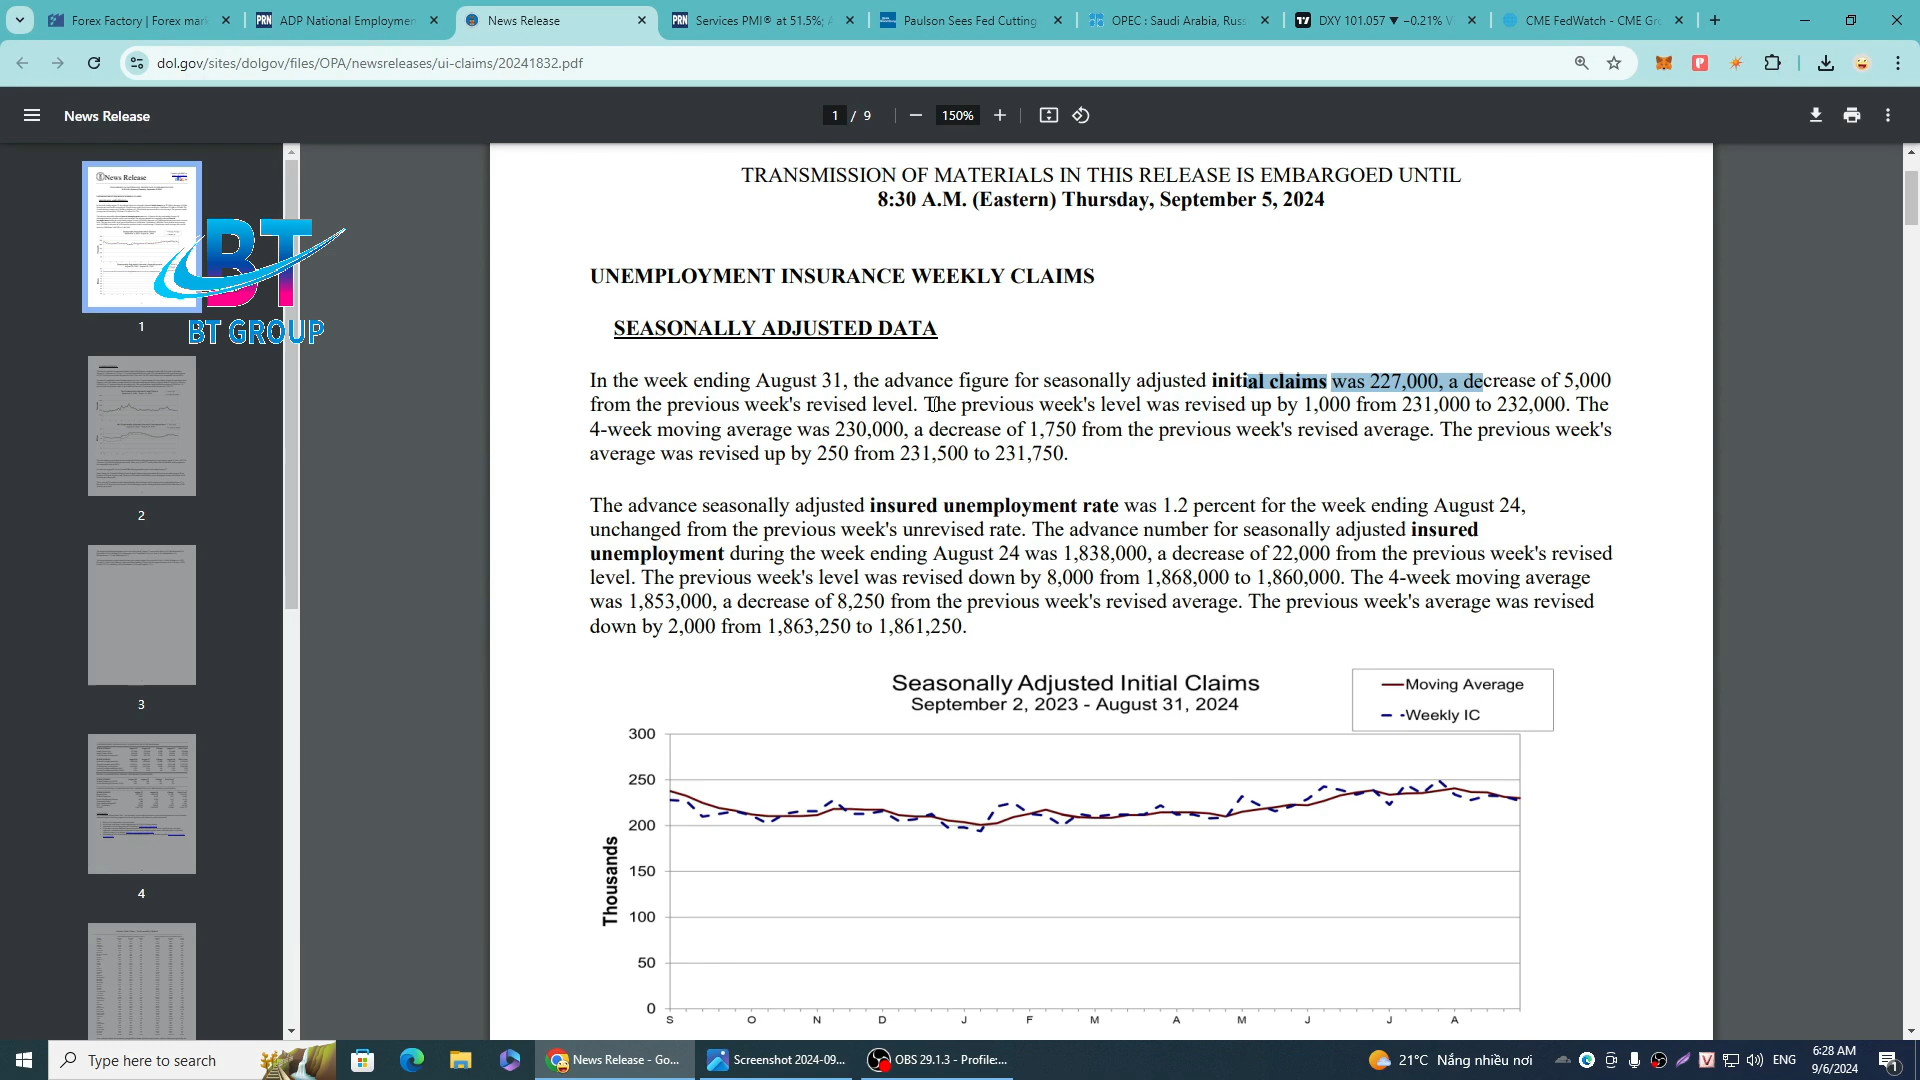 Forex Factory | Forex mar
ADP National Employmen
News Release
Services PMI® at 51.5%; A
Paulson Sees Fed Cutting
OPEC : Saudi Arabia, Russ
DXY 101.057 ▼ −0.21% V
CME FedWatch - CME Gro
dol.gov/sites/dolgov/files/OPA/newsreleases/ui-claims/20241832.pdf
News Release
1 / 9
150%
TRANSMISSION OF MATERIALS IN THIS RELEASE IS EMBARGOED UNTIL
8:30 A.M. (Eastern) Thursday, September 5, 2024
UNEMPLOYMENT INSURANCE WEEKLY CLAIMS
SEASONALLY ADJUSTED DATA
In the week ending August 31, the advance figure for seasonally adjusted initial claims was 227,000, a decrease of 5,000
from the previous week's revised level. The previous week's level was revised up by 1,000 from 231,000 to 232,000. The
4-week moving average was 230,000, a decrease of 1,750 from the previous week's revised average. The previous week's
average was revised up by 250 from 231,500 to 231,750.
The advance seasonally adjusted insured unemployment rate was 1.2 percent for the week ending August 24,
unchanged from the previous week's unrevised rate. The advance number for seasonally adjusted insured
unemployment during the week ending August 24 was 1,838,000, a decrease of 22,000 from the previous week's revised
level. The previous week's level was revised down by 8,000 from 1,868,000 to 1,860,000. The 4-week moving average
was 1,853,000, a decrease of 8,250 from the previous week's revised average. The previous week's average was revised
down by 2,000 from 1,863,250 to 1,861,250.
Seasonally Adjusted Initial Claims
September 2, 2023 - August 31, 2024
Moving Average
Weekly IC
Thousands
300
250
200
150
100
50
0
S O N D J F M A M J J A
News Release
BT
BT GROUP
1
2
3
4
Type here to search
News Release - Go...
Screenshot 2024-09...
OBS 29.1.3 - Profile:...
21°C Nắng nhiều nơi
ENG
6:28 AM
9/6/2024
1